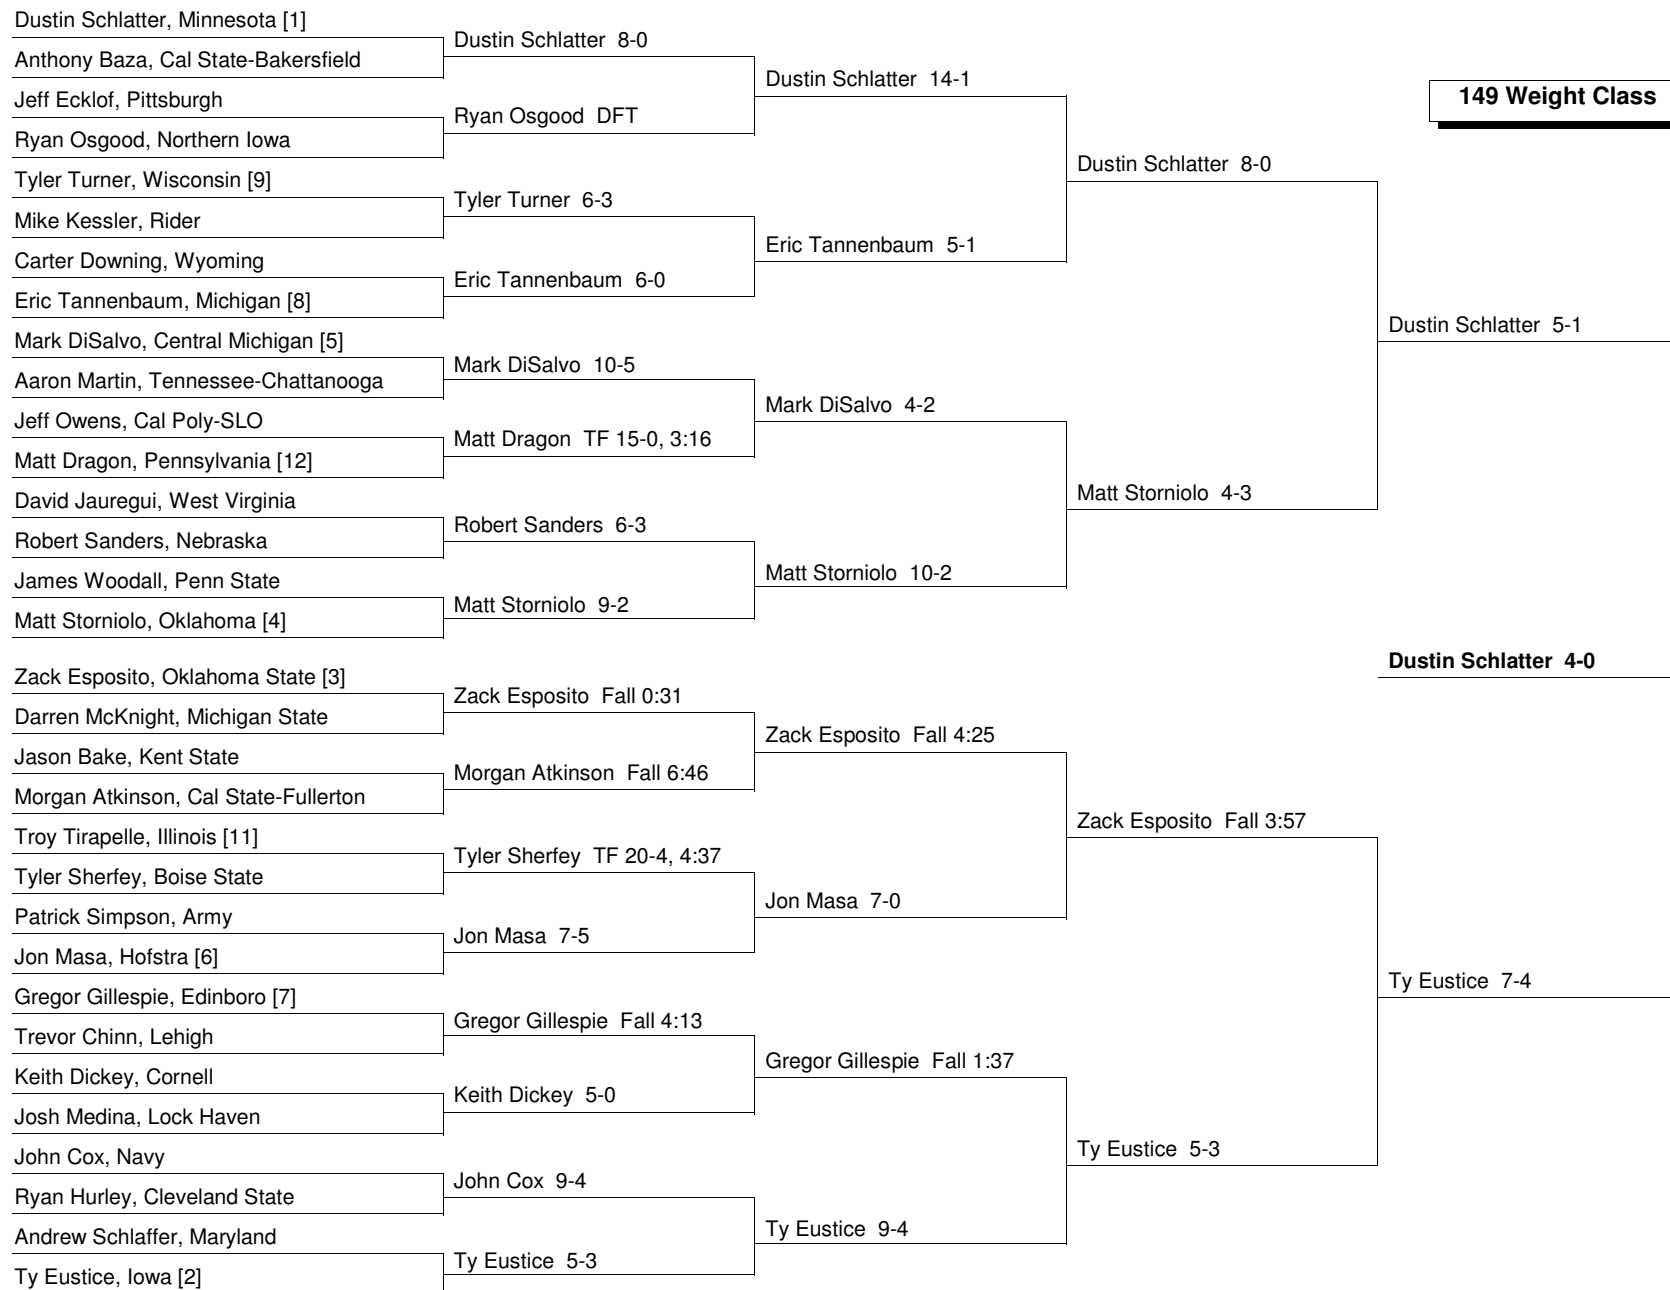 Dustin Schlatter, Minnesota [1]
Anthony Baza, Cal State-Bakersfield
Jeff Ecklof, Pittsburgh
Ryan Osgood, Northern Iowa
Tyler Turner, Wisconsin [9]
Mike Kessler, Rider
Carter Downing, Wyoming
Eric Tannenbaum, Michigan [8]
Mark DiSalvo, Central Michigan [5]
Aaron Martin, Tennessee-Chattanooga
Jeff Owens, Cal Poly-SLO
Matt Dragon, Pennsylvania [12]
David Jauregui, West Virginia
Robert Sanders, Nebraska
James Woodall, Penn State
Matt Storniolo, Oklahoma [4]
Zack Esposito, Oklahoma State [3]
Darren McKnight, Michigan State
Jason Bake, Kent State
Morgan Atkinson, Cal State-Fullerton
Troy Tirapelle, Illinois [11]
Tyler Sherfey, Boise State
Patrick Simpson, Army
Jon Masa, Hofstra [6]
Gregor Gillespie, Edinboro [7]
Trevor Chinn, Lehigh
Keith Dickey, Cornell
Josh Medina, Lock Haven
John Cox, Navy
Ryan Hurley, Cleveland State
Andrew Schlaffer, Maryland
Ty Eustice, Iowa [2]
Dustin Schlatter 8-0
Ryan Osgood DFT
Tyler Turner 6-3
Eric Tannenbaum 6-0
Mark DiSalvo 10-5
Matt Dragon TF 15-0, 3:16
Robert Sanders 6-3
Matt Storniolo 9-2
Zack Esposito Fall 0:31
Morgan Atkinson Fall 6:46
Tyler Sherfey TF 20-4, 4:37
Jon Masa 7-5
Gregor Gillespie Fall 4:13
Keith Dickey 5-0
John Cox 9-4
Ty Eustice 5-3
Dustin Schlatter 14-1
Eric Tannenbaum 5-1
Mark DiSalvo 4-2
Matt Storniolo 10-2
Zack Esposito Fall 4:25
Jon Masa 7-0
Gregor Gillespie Fall 1:37
Ty Eustice 9-4
Dustin Schlatter 8-0
Matt Storniolo 4-3
Zack Esposito Fall 3:57
Ty Eustice 5-3
149 Weight Class
Dustin Schlatter 5-1
Dustin Schlatter 4-0
Ty Eustice 7-4